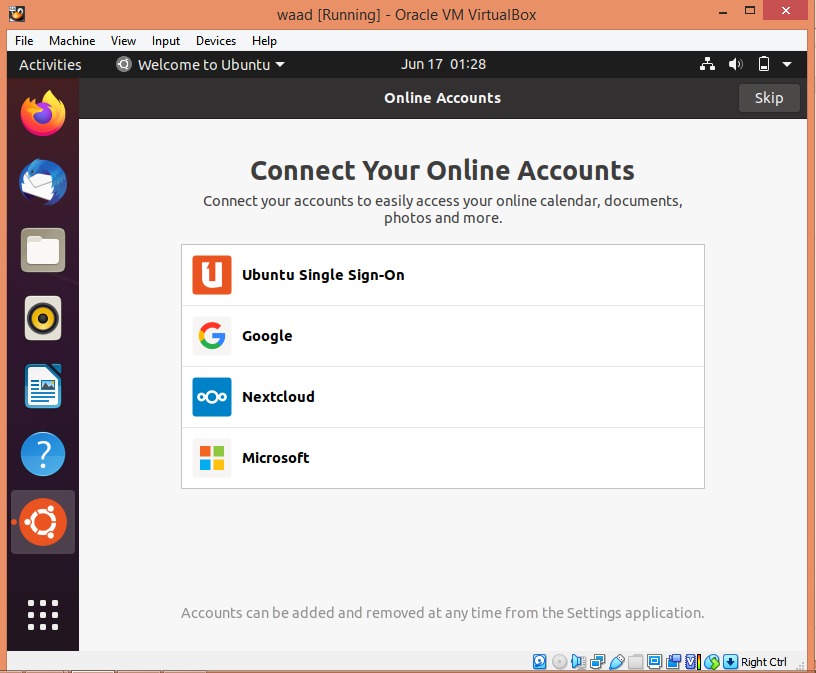 waad [Running] - Oracle VM VirtualBox
File Machine View Input Devices Help
Activities Welcome to Ubuntu Jun 17 01:28
Online Accounts Skip
Connect Your Online Accounts
Connect your accounts to easily access your online calendar, documents,
photos and more.
Ubuntu Single Sign-On
Google
Nextcloud
Microsoft
Accounts can be added and removed at any time from the Settings application.
Right Ctrl